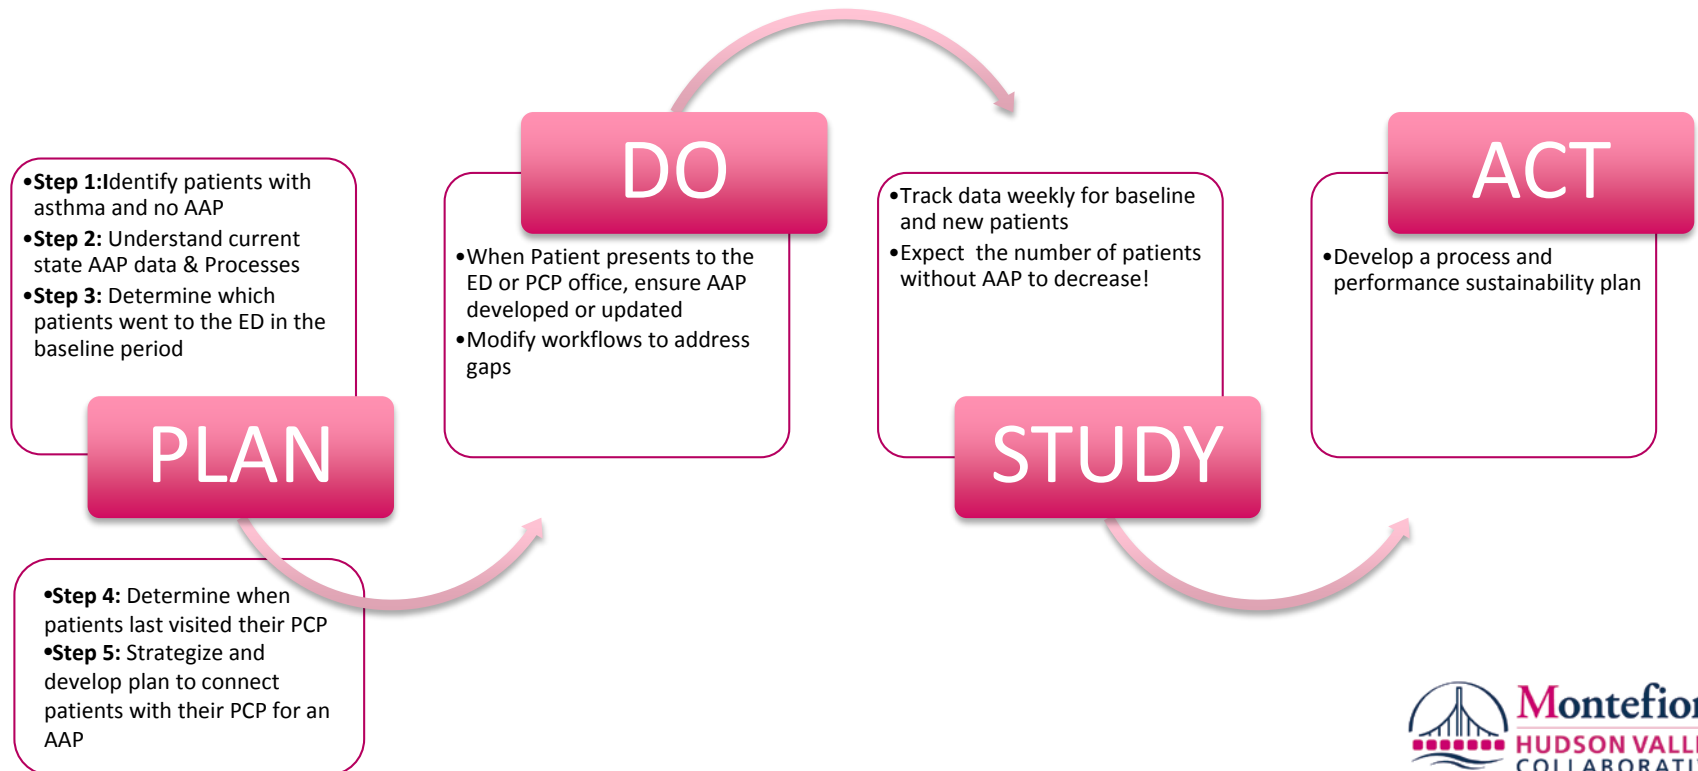 •Step 1:Identify patients with
asthma and no AAP
•Step 2: Understand current
state AAP data & Processes
•Step 3: Determine which
patients went to the ED in the
baseline period
PLAN
•Step 4: Determine when
patients last visited their PCP
•Step 5: Strategize and
develop plan to connect
patients with their PCP for an
AAP
DO
•When Patient presents to the
ED or PCP office, ensure AAP
developed or updated
•Modify workflows to address
gaps
•Track data weekly for baseline
and new patients
•Expect  the number of patients
without AAP to decrease!
STUDY
ACT
•Develop a process and
performance sustainability plan
Montefior
HUDSON VALLE
COLLABORATIV